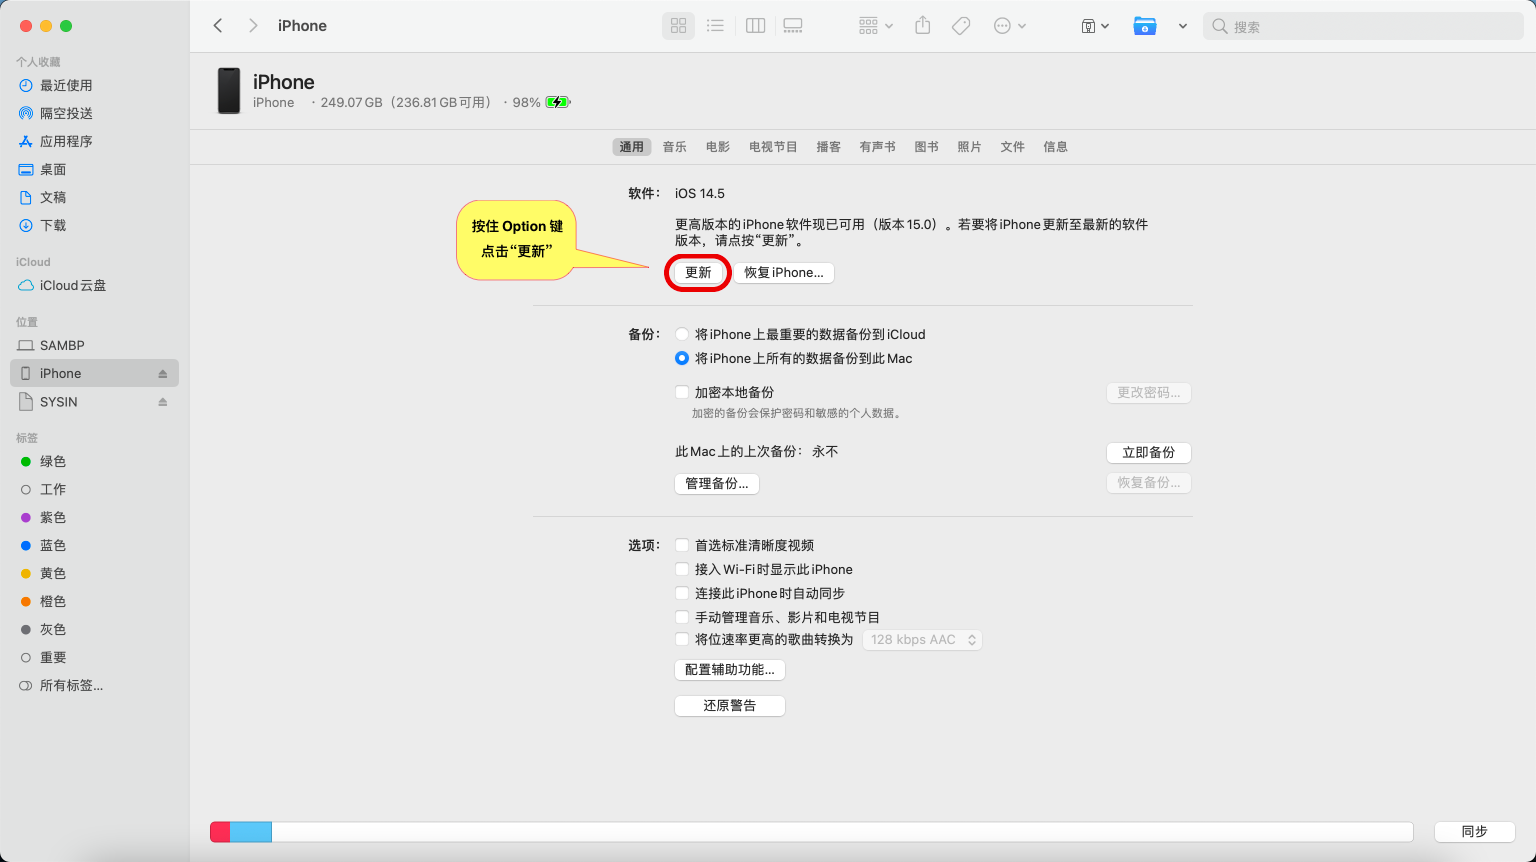 iPhone
搜索
个人收藏
最近使用
隔空投送
应用程序
桌面
文稿
下载
iCloud
iCloud云盘
位置
SAMBP
iPhone
SYSIN
标签
绿色
工作
紫色
蓝色
黄色
橙色
灰色
重要
所有标签...
iPhone
iPhone · 249.07 GB（236.81 GB可用） · 98%
通用 音乐 电影 电视节目 播客 有声书 图书 照片 文件 信息
软件： iOS 14.5
更高版本的iPhone软件现已可用（版本15.0）。若要将iPhone更新至最新的软件
版本，请点按“更新”。
按住 Option 键
点击“更新”
更新 恢复iPhone...
备份： 将iPhone上最重要的数据备份到iCloud
将iPhone上所有的数据备份到此Mac
加密本地备份 更改密码...
加密的备份会保护密码和敏感的个人数据。
此Mac上的上次备份： 永不 立即备份
管理备份... 恢复备份...
选项： 首选标准清晰度视频
接入Wi-Fi时显示此iPhone
连接此iPhone时自动同步
手动管理音乐、影片和电视节目
将位速率更高的歌曲转换为 128 kbps AAC
配置辅助功能...
还原警告
同步